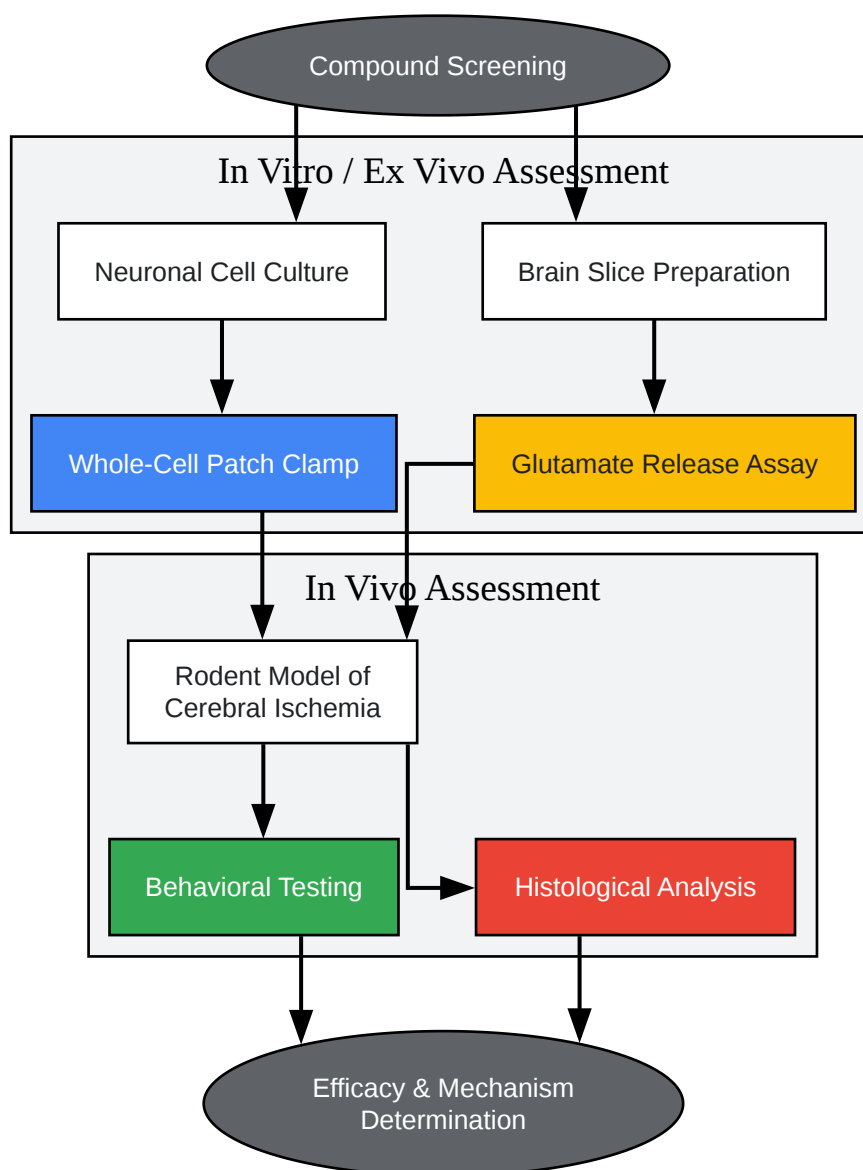 Compound Screening
In Vitro / Ex Vivo Assessment
Neuronal Cell Culture
Brain Slice Preparation
Whole-Cell Patch Clamp
Glutamate Release Assay
In Vivo Assessment
Rodent Model of
Cerebral Ischemia
Behavioral Testing
Histological Analysis
Efficacy & Mechanism
Determination